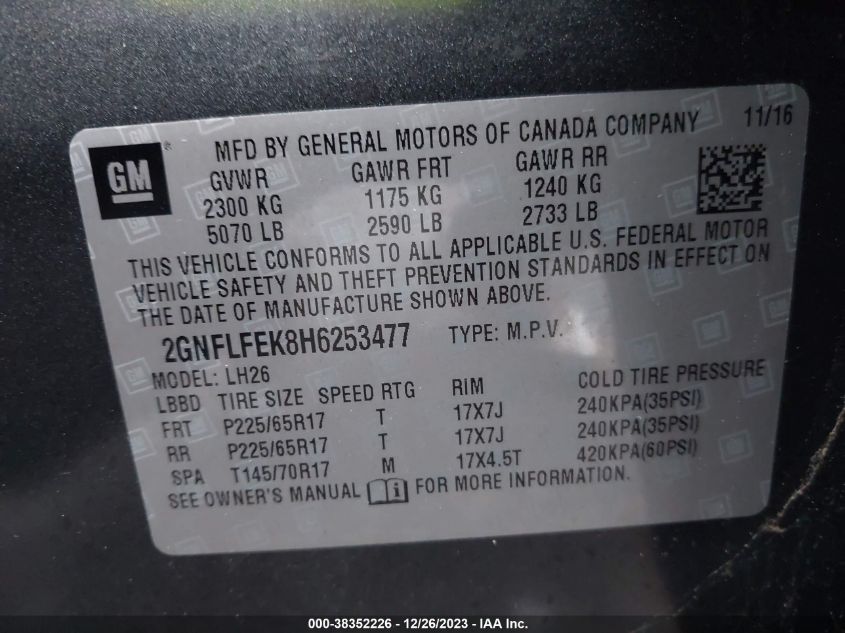 MFD BY GENERAL MOTORS OF CANADA COMPANY 11/16
GM
GVWR GAWR FRT GAWR RR
2300 KG 1175 KG 1240 KG
5070 LB 2590 LB 2733 LB
THIS VEHICLE CONFORMS TO ALL APPLICABLE U.S. FEDERAL MOTOR
VEHICLE SAFETY AND THEFT PREVENTION STANDARDS IN EFFECT ON
THE DATE OF MANUFACTURE SHOWN ABOVE.
2GNFLFEK8H6253477 TYPE: M.P.V.
MODEL: LH26
LBBD TIRE SIZE SPEED RTG RIM COLD TIRE PRESSURE
FRT P225/65R17 T 17X7J 240KPA(35PSI)
RR P225/65R17 T 17X7J 240KPA(35PSI)
SPA T145/70R17 M 17X4.5T 420KPA(60PSI)
SEE OWNER'S MANUAL i FOR MORE INFORMATION.
000-38352226 - 12/26/2023 - IAA Inc.